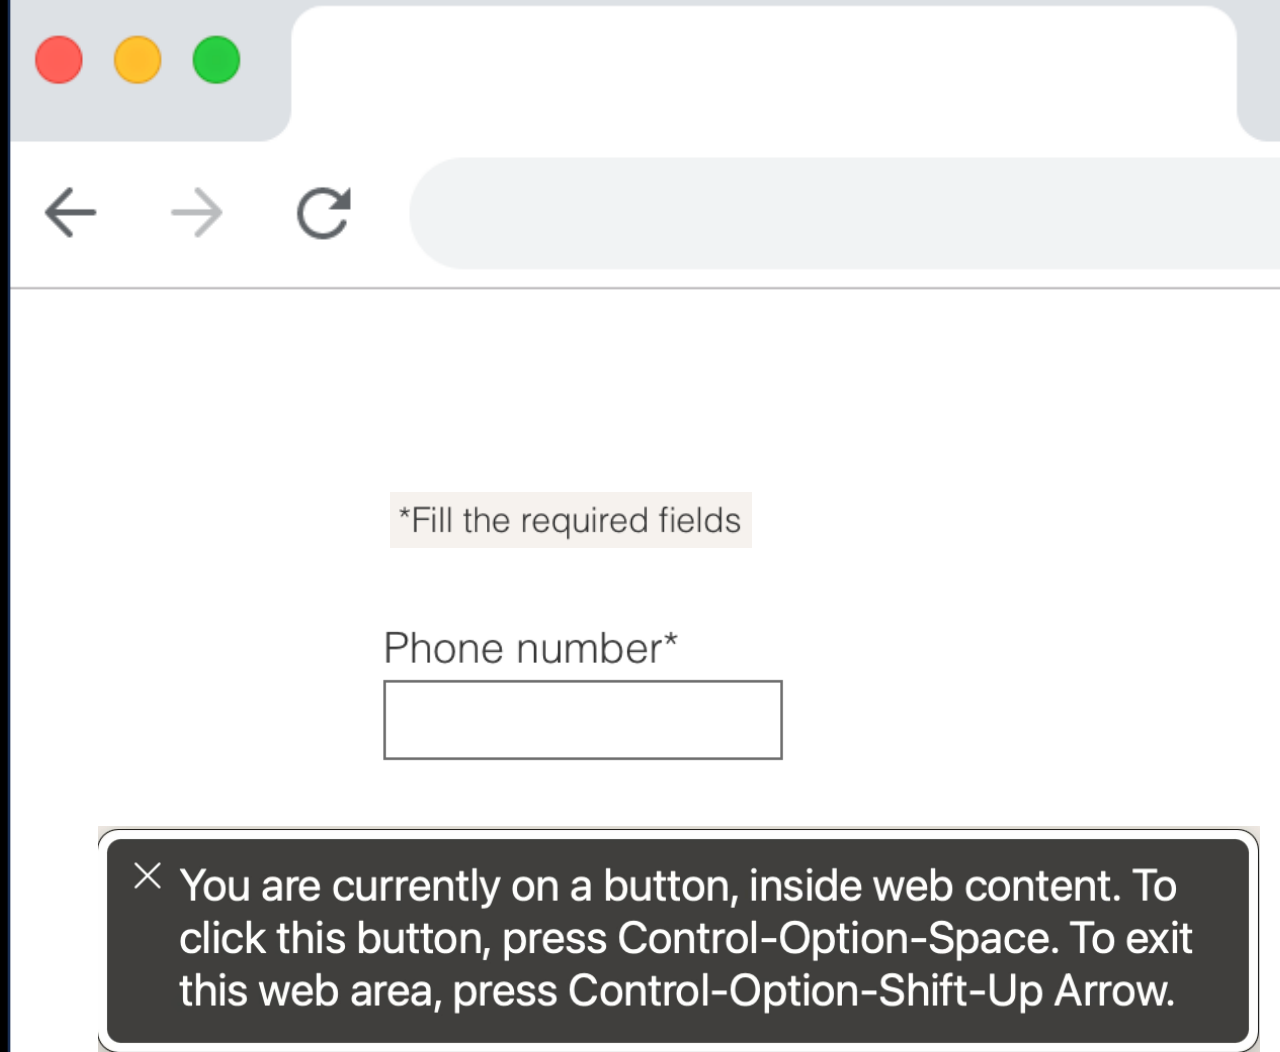 *Fill the required fields
Phone number*
You are currently on a button, inside web content. To
click this button, press Control-Option-Space. To exit
this web area, press Control-Option-Shift-Up Arrow.